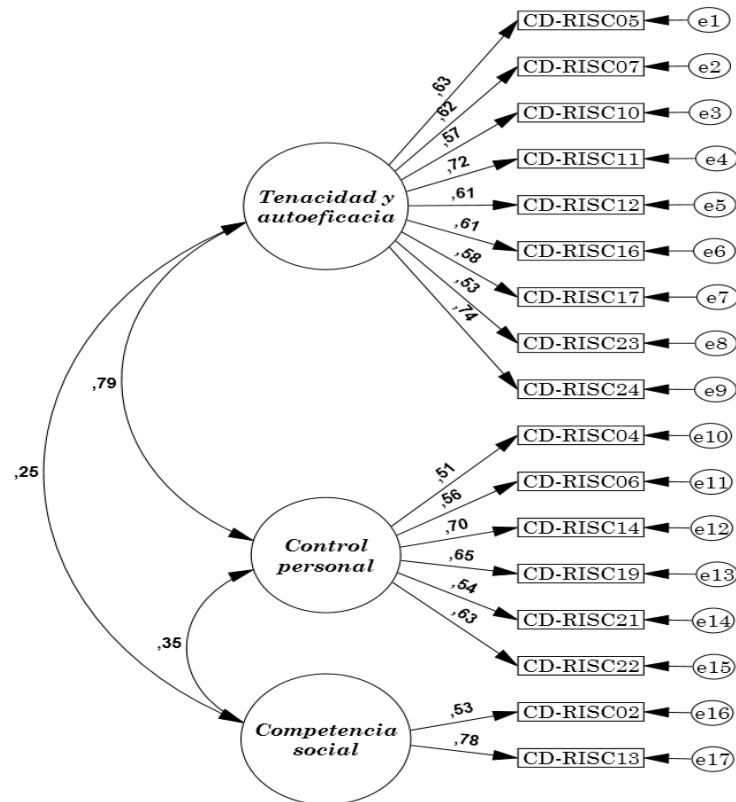 CD-RISC05 e1
,63
CD-RISC07 e2
,62
CD-RISC10 e3
,57
CD-RISC11 e4
,72
Tenacidad y
autoeficacia
CD-RISC12 e5
,61
CD-RISC16 e6
,61
CD-RISC17 e7
,58
CD-RISC23 e8
,53
CD-RISC24 e9
,74
,79
,25
CD-RISC04 e10
,51
CD-RISC06 e11
,56
CD-RISC14 e12
,70
Control
personal
CD-RISC19 e13
,65
CD-RISC21 e14
,54
CD-RISC22 e15
,63
,35
Competencia
social
CD-RISC02 e16
,53
CD-RISC13 e17
,78